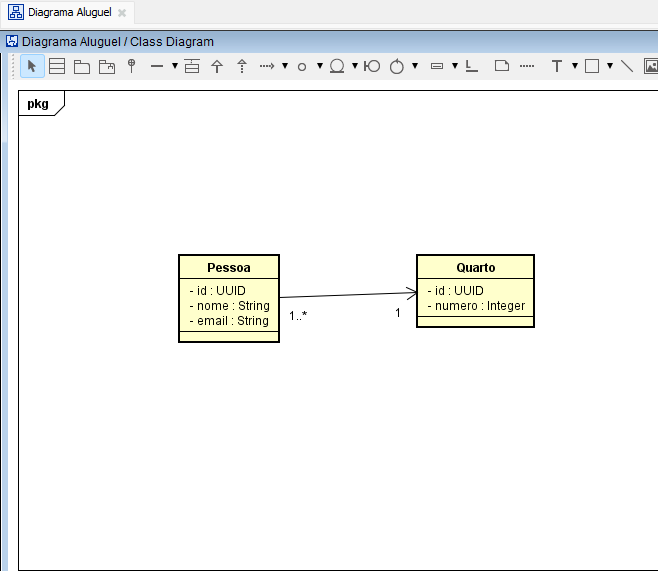 Diagrama Aluguel
Diagrama Aluguel / Class Diagram
pkg
Pessoa
- id : UUID
- nome : String
- email : String
1..*
1
Quarto
- id : UUID
- numero : Integer